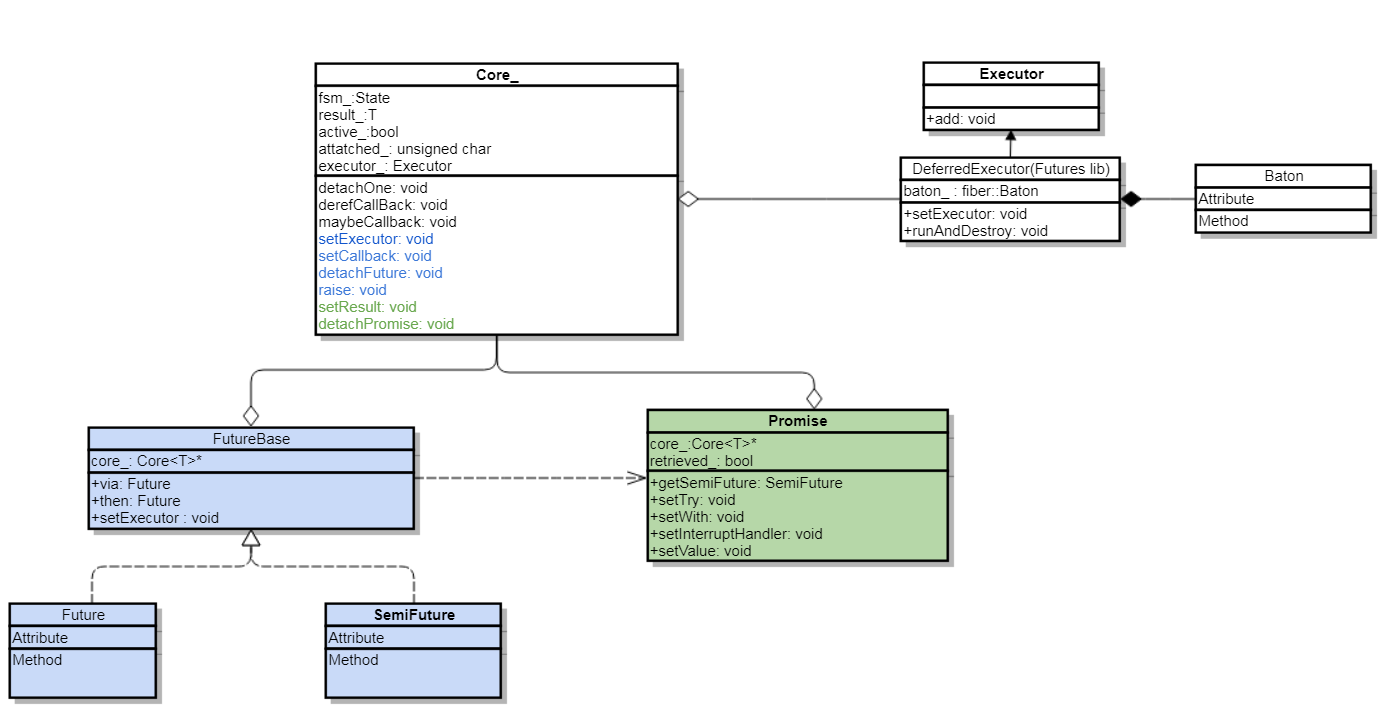 Core_
fsm_:State
result_:T
active_:bool
attatched_: unsigned char
executor_: Executor
detachOne: void
derefCallBack: void
maybeCallback: void
setExecutor: void
setCallback: void
detachFuture: void
raise: void
setResult: void
detachPromise: void
Executor
+add: void
DeferredExecutor(Futures lib)
baton_ : fiber::Baton
+setExecutor: void
+runAndDestroy: void
Baton
Attribute
Method
FutureBase
core_: Core<T>*
+via: Future
+then: Future
+setExecutor : void
Promise
core_:Core<T>*
retrieved_: bool
+getSemiFuture: SemiFuture
+setTry: void
+setWith: void
+setInterruptHandler: void
+setValue: void
Future
Attribute
Method
SemiFuture
Attribute
Method